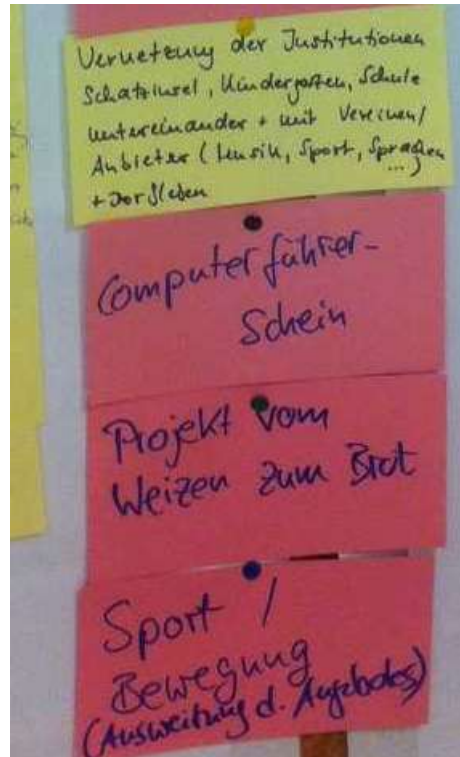 Vernetzung der Institutionen
Schatzinsel, Kindergarten, Schule
untereinander + mit Vereinen/
Anbieter (Musik, Sport, Sprachen
...)
+ Dorfleben
Computerführer-
Schein
Projekt vom
Weizen zum Brot
Sport /
Bewegung
(Ausweitung d. Angebotes)